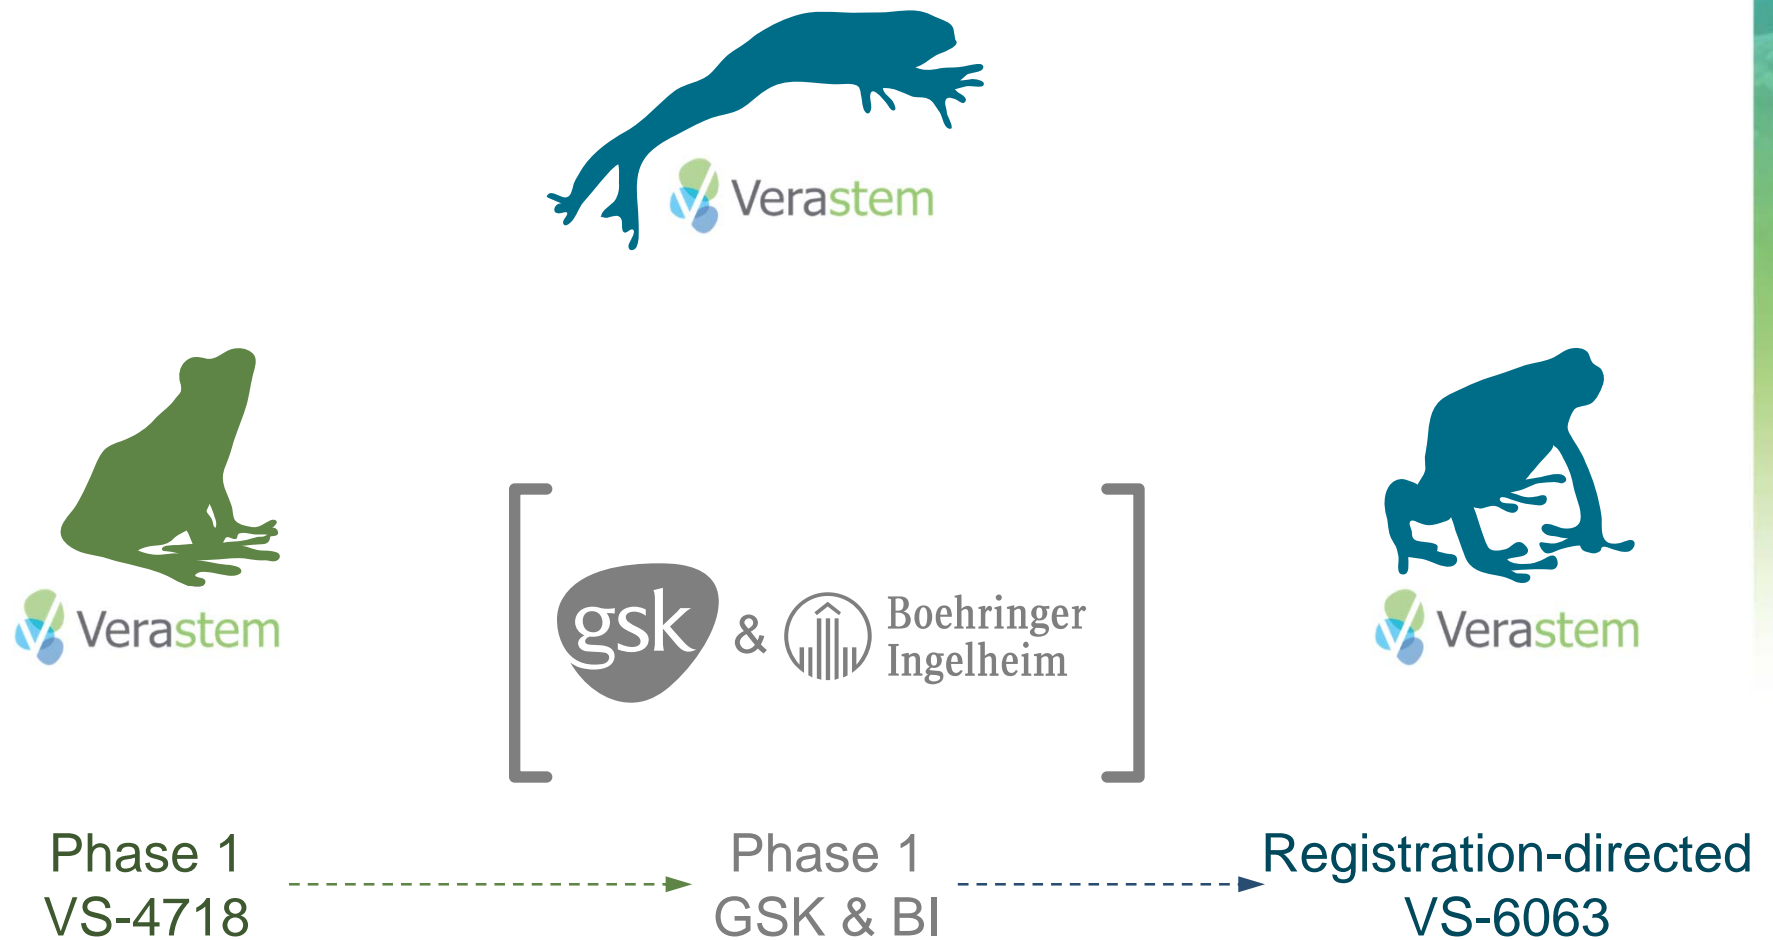 Verastem
Verastem
gsk & Boehringer
Ingelheim
Verastem
Phase 1
VS-4718
Phase 1
GSK & BI
Registration-directed
VS-6063